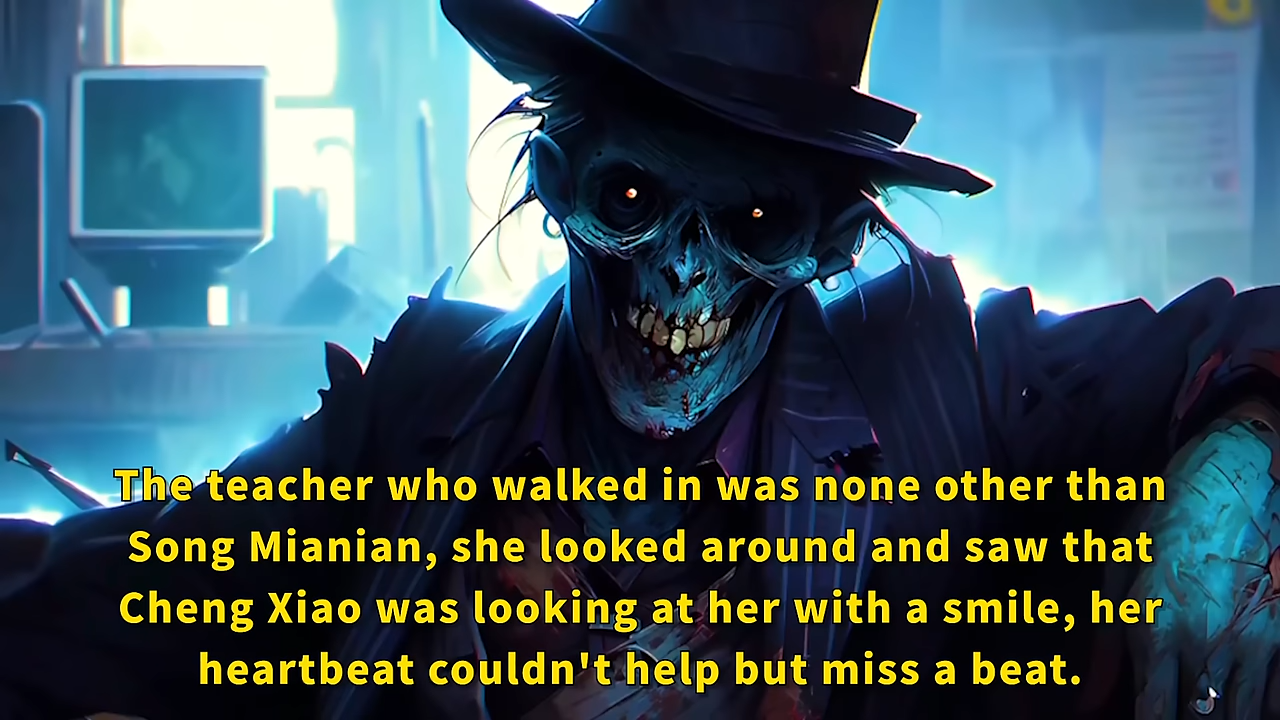 The teacher who walked in was none other than
Song Mianian, she looked around and saw that
Cheng Xiao was looking at her with a smile, her
heartbeat couldn't help but miss a beat.